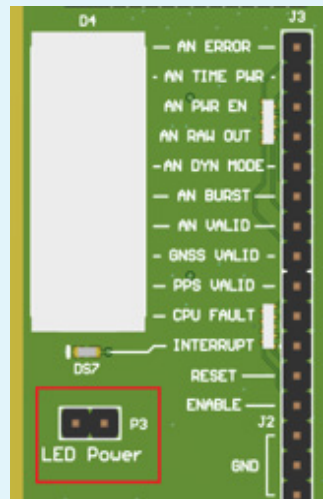 D4
J3
AN ERROR
AN TIME PWR
AN PWR EN
AN RAW OUT
AN DYN MODE
AN BURST
AN VALID
GNSS VALID
PPS VALID
CPU FAULT
INTERRUPT
DS7
RESET
ENABLE
P3
J2
LED Power
GND